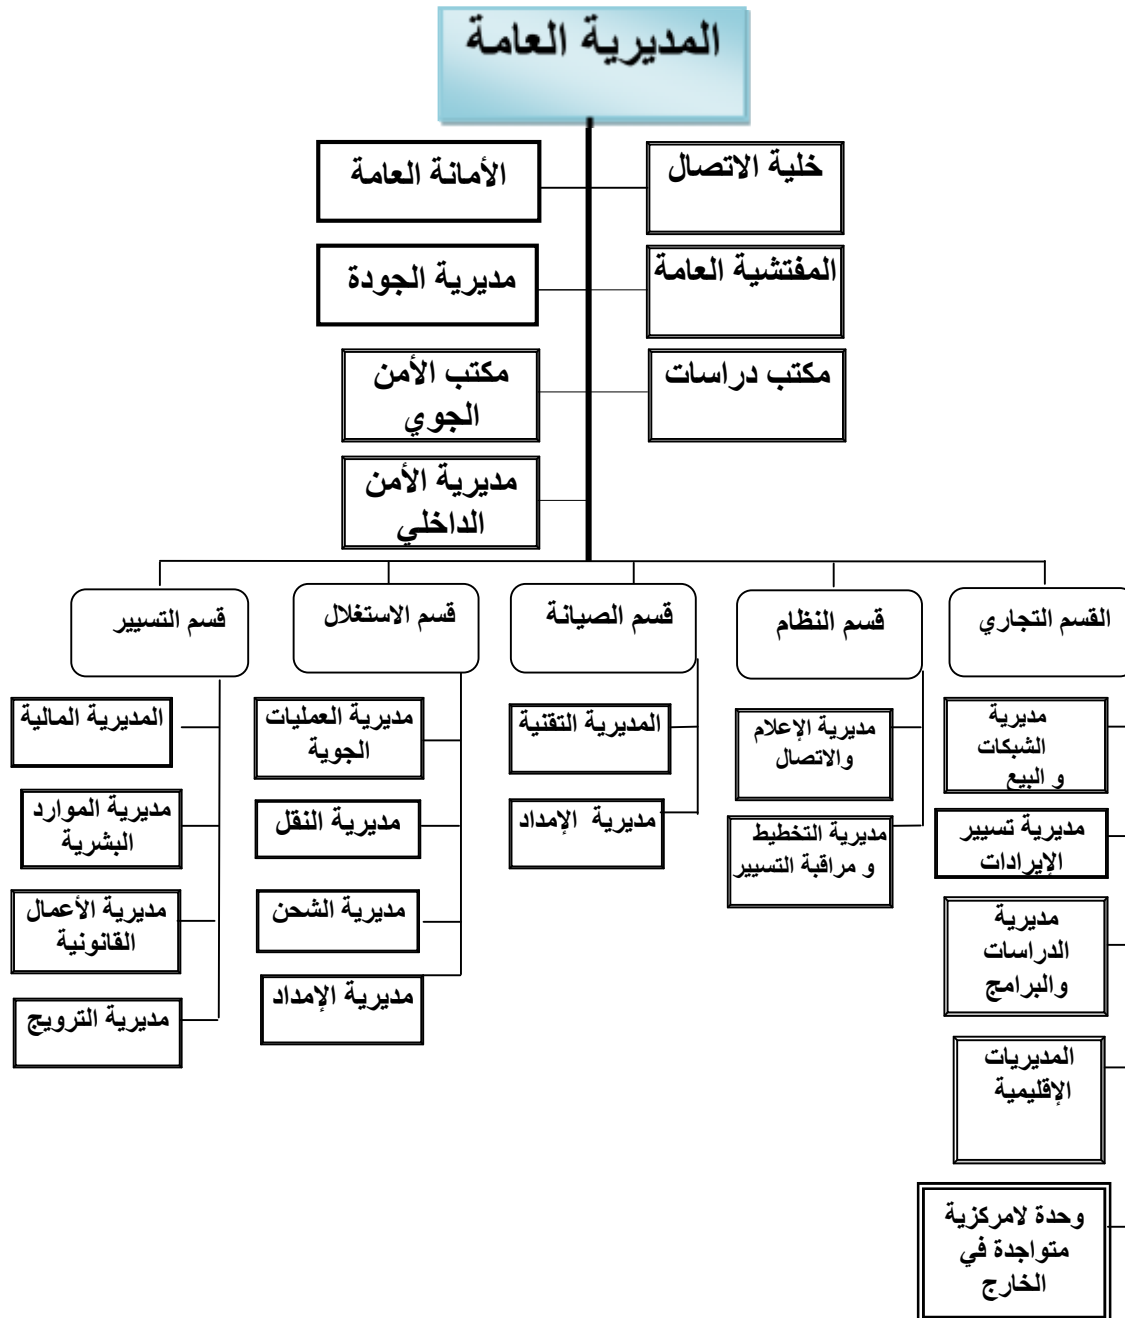 المديرية العامة
خلية الاتصال
الأمانة العامة
المفتشية العامة
مديرية الجودة
مكتب دراسات
مكتب الأمن
الجوي
مديرية الأمن
الداخلي
القسم التجاري
قسم النظام
قسم الصيانة
قسم الاستغلال
قسم التسيير
مديرية
الشبكات
و البيع
مديرية تسيير
الإيرادات
مديرية
الدراسات
والبرامج
المديريات
الإقليمية
وحدة لامركزية
متواجدة في
الخارج
مديرية الإعلام
والاتصال
مديرية التخطيط
و مراقبة التسيير
المديرية التقنية
مديرية الإمداد
مديرية العمليات
الجوية
مديرية النقل
مديرية الشحن
مديرية الإمداد
المديرية المالية
مديرية الموارد
البشرية
مديرية الأعمال
القانونية
مديرية الترويج